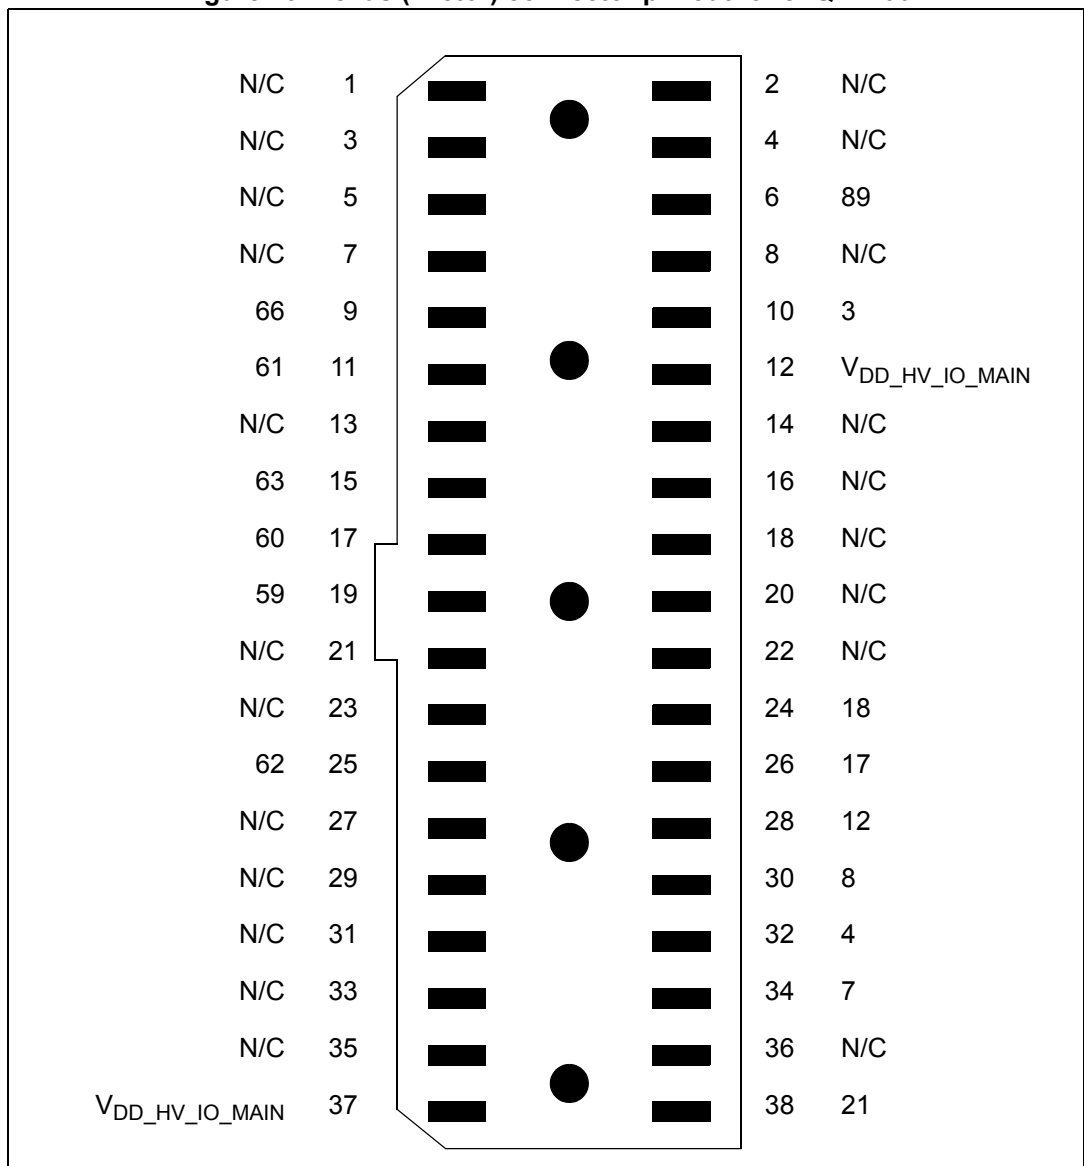 N/C 1 2 N/C
N/C 3 4 N/C
N/C 5 6 89
N/C 7 8 N/C
66 9 10 3
61 11 12 VDD_HV_IO_MAIN
N/C 13 14 N/C
63 15 16 N/C
60 17 18 N/C
59 19 20 N/C
N/C 21 22 N/C
N/C 23 24 18
62 25 26 17
N/C 27 28 12
N/C 29 30 8
N/C 31 32 4
N/C 33 34 7
N/C 35 36 N/C
VDD_HV_IO_MAIN 37 38 21